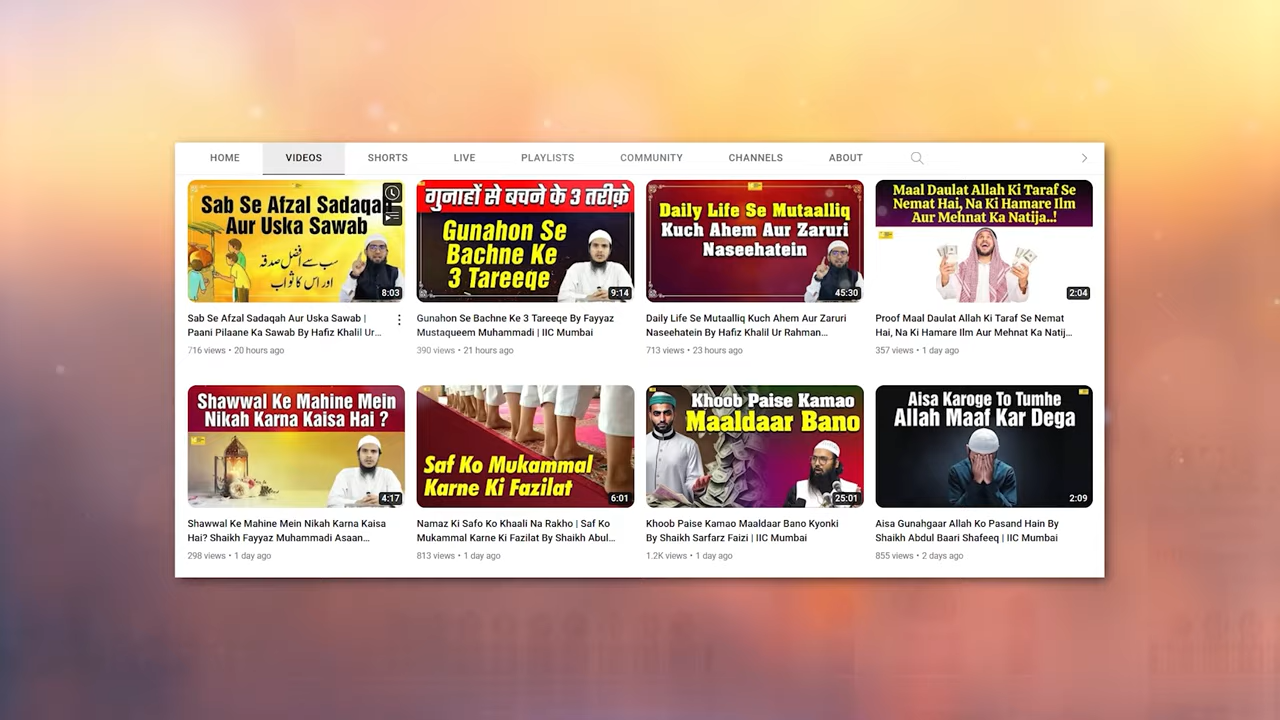 HOME
VIDEOS
SHORTS
LIVE
PLAYLISTS
COMMUNITY
CHANNELS
ABOUT
Sab Se Afzal Sadaqah
Aur Uska Sawab
سب سے افضل صدقہ
اور اس کا ثواب
8:03
गुनाहों से बचने के 3 तरीक़े
Gunahon Se
Bachne Ke
3 Tareeqe
9:14
Daily Life Se Mutaalliq
Kuch Ahem Aur Zaruri
Naseehatein
45:30
Maal Daulat Allah Ki Taraf Se
Nemat Hai, Na Ki Hamare Ilm
Aur Mehnat Ka Natija..!
2:04
Sab Se Afzal Sadaqah Aur Uska Sawab |
Paani Pilaane Ka Sawab By Hafiz Khalil Ur...
716 views • 20 hours ago
Gunahon Se Bachne Ke 3 Tareeqe By Fayyaz
Mustaqueem Muhammadi | IIC Mumbai
390 views • 21 hours ago
Daily Life Se Mutaalliq Kuch Ahem Aur Zaruri
Naseehatein By Hafiz Khalil Ur Rahman...
713 views • 23 hours ago
Proof Maal Daulat Allah Ki Taraf Se Nemat
Hai, Na Ki Hamare Ilm Aur Mehnat Ka Natij...
357 views • 1 day ago
Shawwal Ke Mahine Mein
Nikah Karna Kaisa Hai ?
4:17
Saf Ko Mukammal
Karne Ki Fazilat
6:01
Khoob Paise Kamao
Maaldaar Bano
25:01
Aisa Karoge To Tumhe
Allah Maaf Kar Dega
2:09
Shawwal Ke Mahine Mein Nikah Karna Kaisa
Hai? Shaikh Fayyaz Muhammadi Asaan...
298 views • 1 day ago
Namaz Ki Safo Ko Khaali Na Rakho | Saf Ko
Mukammal Karne Ki Fazilat By Shaikh Abul...
813 views • 1 day ago
Khoob Paise Kamao Maaldaar Bano Kyonki
By Shaikh Sarfarz Faizi | IIC Mumbai
1.2K views • 1 day ago
Aisa Gunahgaar Allah Ko Pasand Hain By
Shaikh Abdul Baari Shafeeq | IIC Mumbai
855 views • 2 days ago